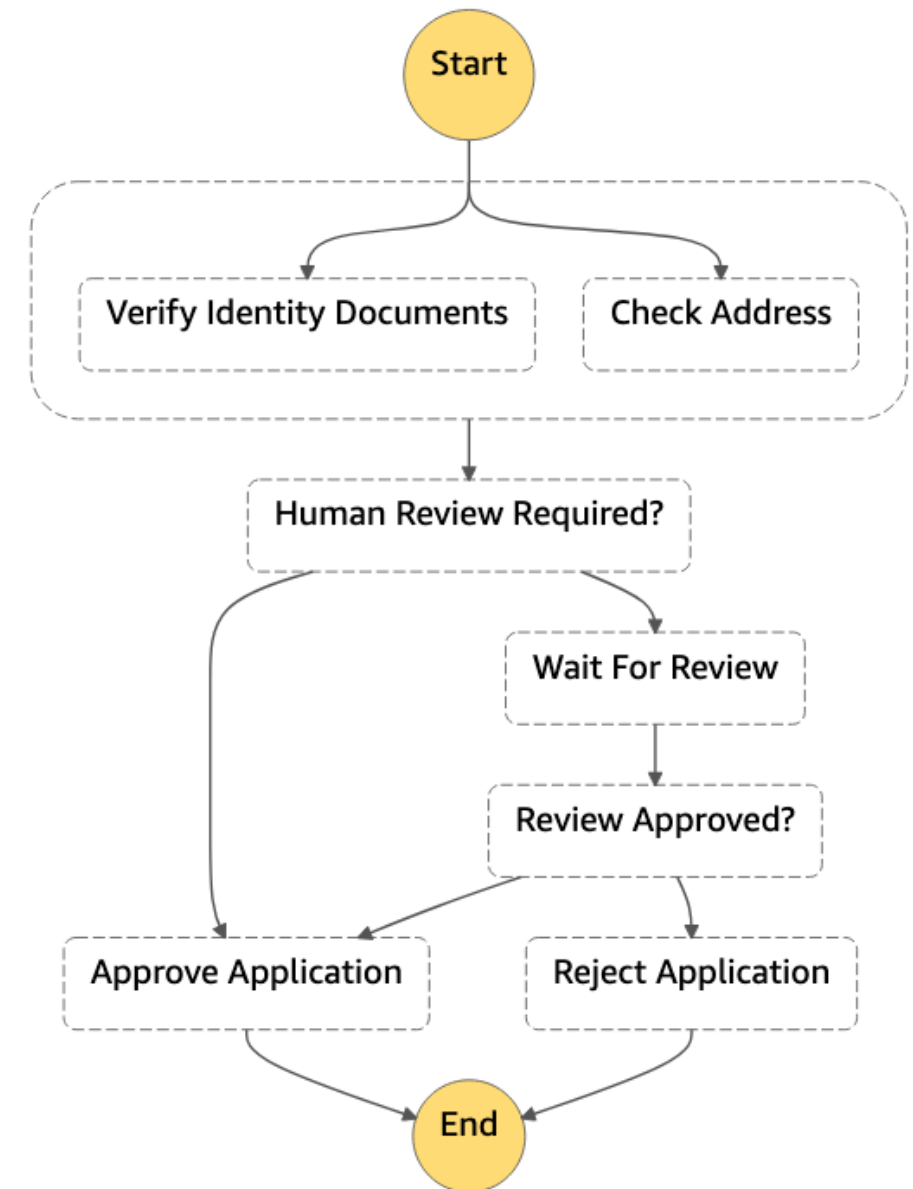 Start
Verify Identity Documents
Check Address
Human Review Required?
Wait For Review
Review Approved?
Approve Application
Reject Application
End